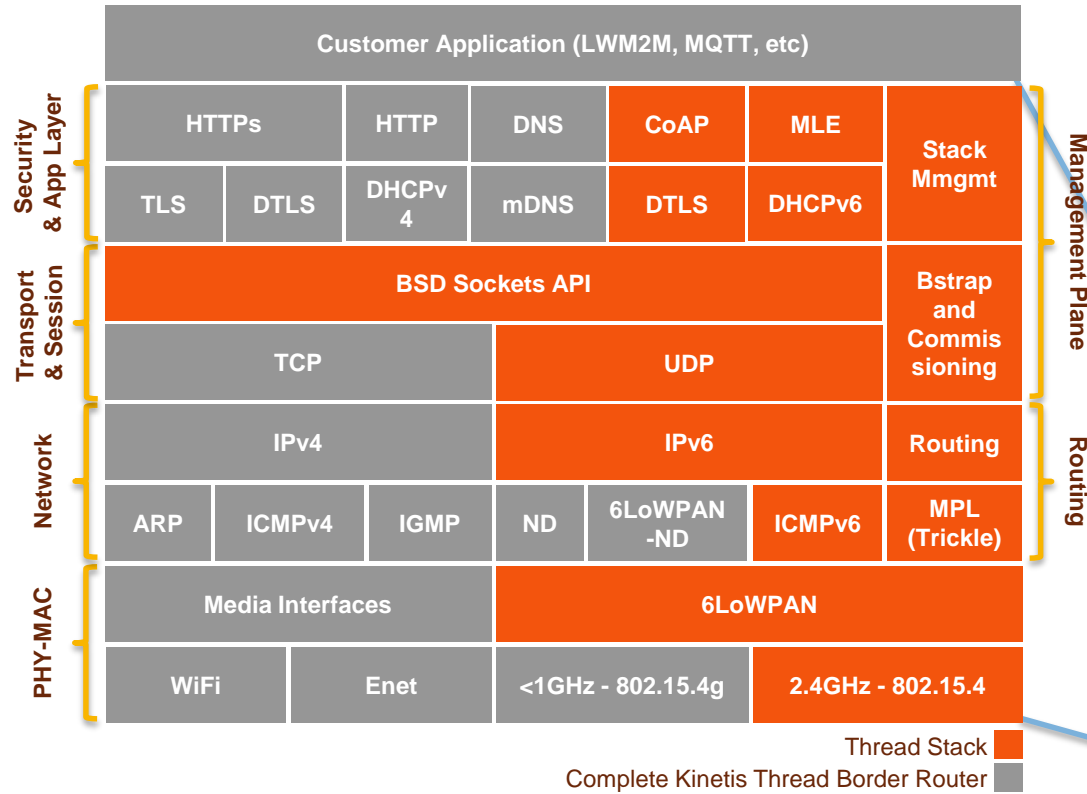 Customer Application (LWM2M, MQTT, etc)
Security
& App Layer
HTTPs
HTTP
DNS
CoAP
MLE
Stack
Mmgmt
TLS
DTLS
DHCPv
4
mDNS
DTLS
DHCPv6
Management Plane
Transport
& Session
BSD Sockets API
Bstrap
and
Commis
sioning
TCP
UDP
Network
IPv4
IPv6
Routing
Routing
ARP
ICMPv4
IGMP
ND
6LoWPAN
-ND
ICMPv6
MPL
(Trickle)
PHY-MAC
Media Interfaces
6LoWPAN
WiFi
Enet
<1GHz - 802.15.4g
2.4GHz - 802.15.4
Thread Stack
Complete Kinetis Thread Border Router